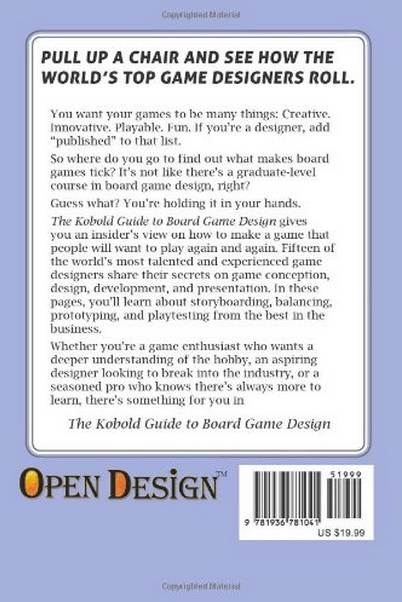 Copyrighted Material
PULL UP A CHAIR AND SEE HOW THE
WORLD'S TOP GAME DESIGNERS ROLL.
You want your games to be many things: Creative.
Innovative. Playable. Fun. If you're a designer, add
“published” to that list.
So where do you go to find out what makes board
games tick? It's not like there's a graduate-level
course in board game design, right?
Guess what? You're holding it in your hands.
The Kobold Guide to Board Game Design gives
you an insider's view on how to make a game that
people will want to play again and again. Fifteen of
the world's most talented and experienced game
designers share their secrets on game conception,
design, development, and presentation. In these
pages, you'll learn about storyboarding, balancing,
prototyping, and playtesting from the best in the
business.
Whether you're a game enthusiast who wants a
deeper understanding of the hobby, an aspiring
designer looking to break into the industry, or a
seasoned pro who knows there's always more to
learn, there's something for you in
The Kobold Guide to Board Game Design
OPEN DESIGN™
51999
9 781936 781041
US $19.99
Copyrighted Material